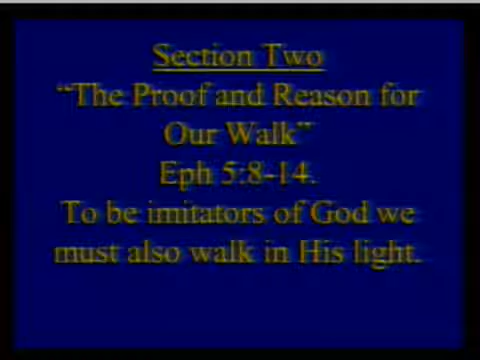 Section Two
“The Proof and Reason for
Our Walk”
Eph 5:8-14.
To be imitators of God we
must also walk in His light.